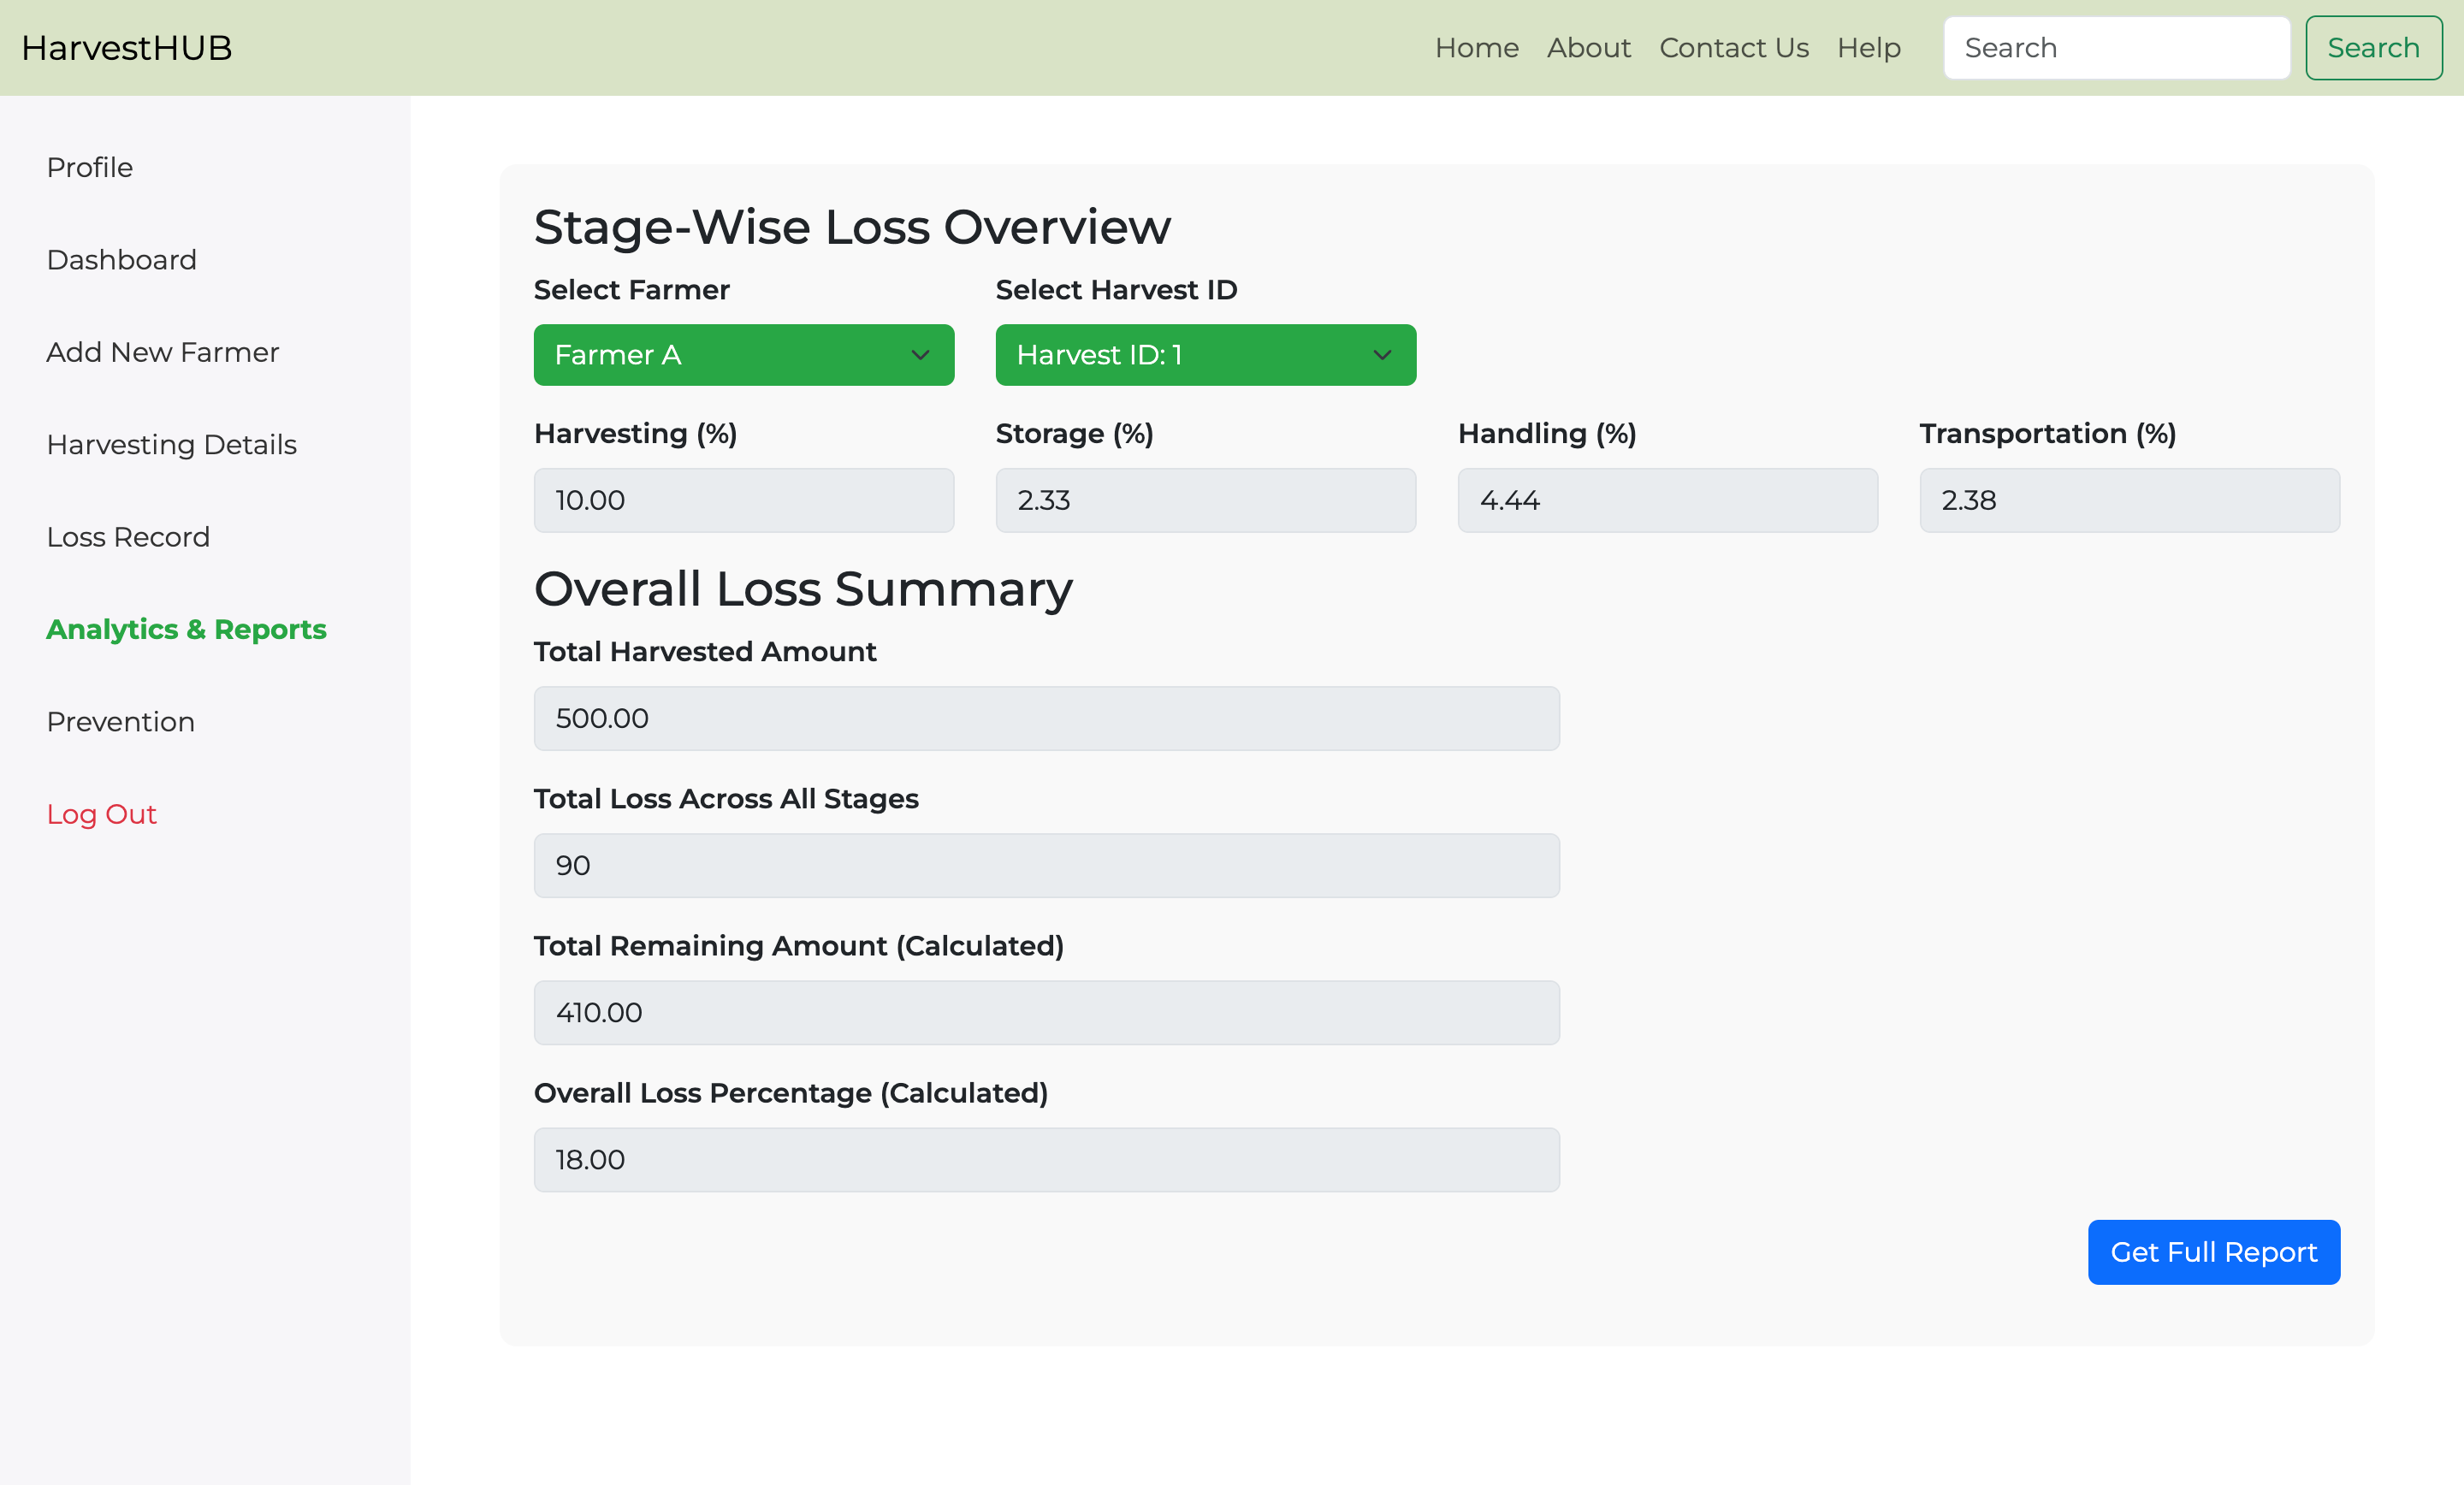 HarvestHUB
Home About Contact Us Help Search Search
Profile
Dashboard
Add New Farmer
Harvesting Details
Loss Record
Analytics & Reports
Prevention
Log Out
Stage-Wise Loss Overview
Select Farmer Select Harvest ID
Farmer A Harvest ID: 1
Harvesting (%) Storage (%) Handling (%) Transportation (%)
10.00 2.33 4.44 2.38
Overall Loss Summary
Total Harvested Amount
500.00
Total Loss Across All Stages
90
Total Remaining Amount (Calculated)
410.00
Overall Loss Percentage (Calculated)
18.00
Get Full Report